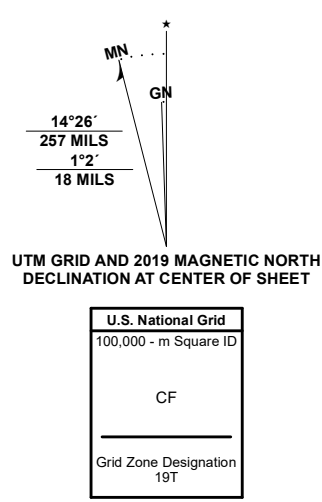 MN
GN
14°26´
257 MILS
1°2´
18 MILS
UTM GRID AND 2019 MAGNETIC NORTH
DECLINATION AT CENTER OF SHEET
U.S. National Grid
100,000 - m Square ID
CF
Grid Zone Designation
19T